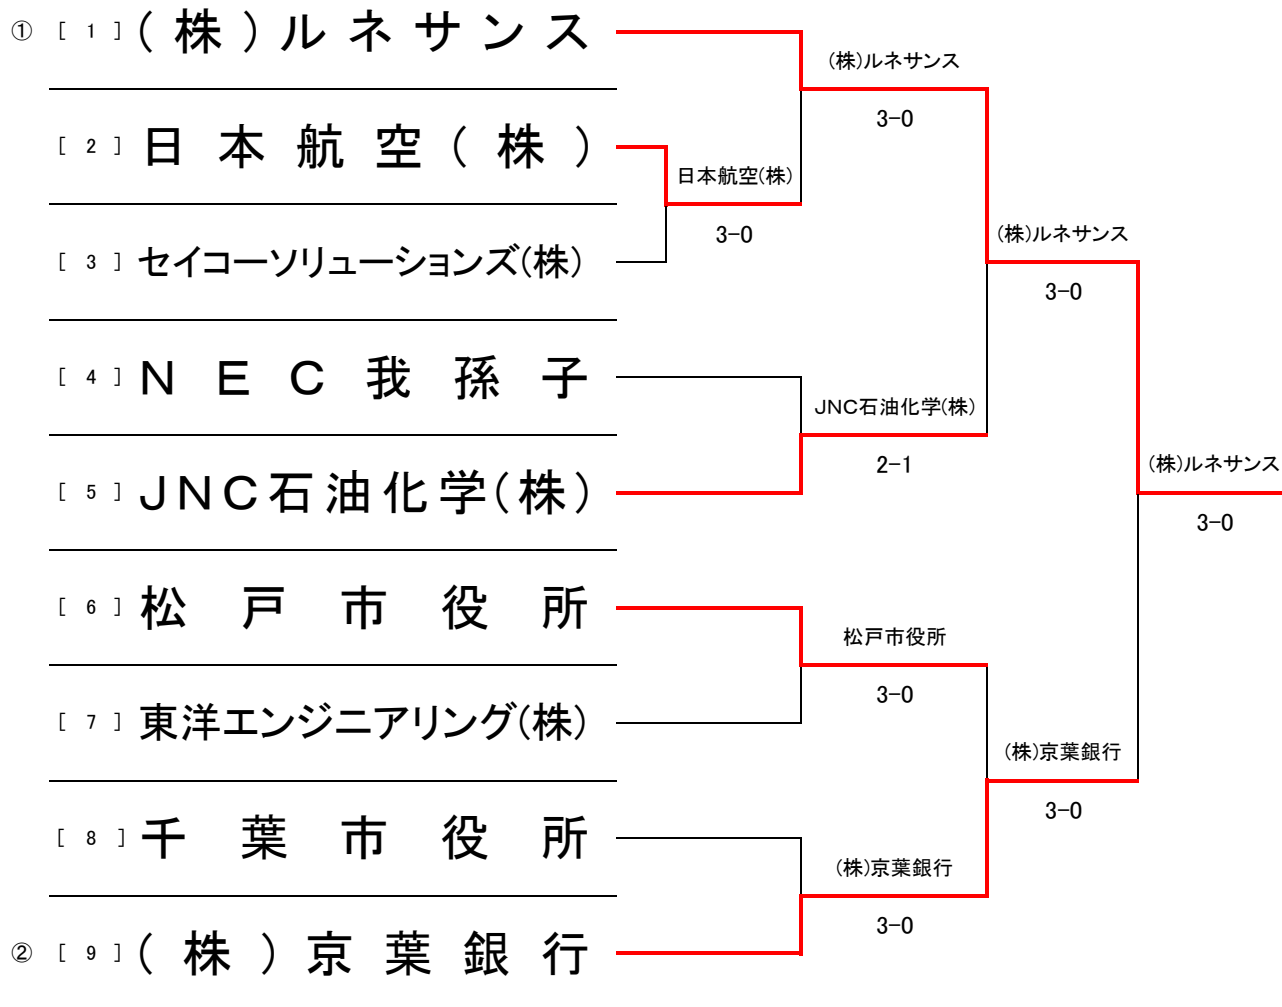 ① [ 1 ] (株)ルネサンス
(株)ルネサンス
3-0
[ 2 ] 日本航空(株)
日本航空(株)
3-0
[ 3 ] セイコーソリューションズ(株)
(株)ルネサンス
3-0
[ 4 ] NEC我孫子
JNC石油化学(株)
2-1
[ 5 ] JNC石油化学(株)
(株)ルネサンス
3-0
[ 6 ] 松戸市役所
松戸市役所
3-0
[ 7 ] 東洋エンジニアリング(株)
(株)京葉銀行
3-0
[ 8 ] 千葉市役所
(株)京葉銀行
3-0
② [ 9 ] (株)京葉銀行